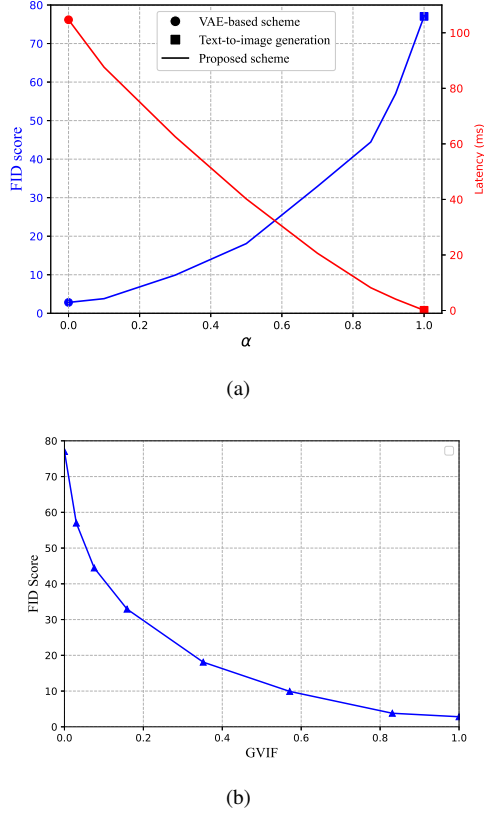 80
70
60
50
40
30
20
10
0
FID score
VAE-based scheme
Text-to-image generation
Proposed scheme
100
80
60
40
20
0
Latency (ms)
0.0 0.2 0.4 0.6 0.8 1.0
α
(a)
80
70
60
50
40
30
20
10
0
FID Score
0.0 0.2 0.4 0.6 0.8 1.0
GVIF
(b)